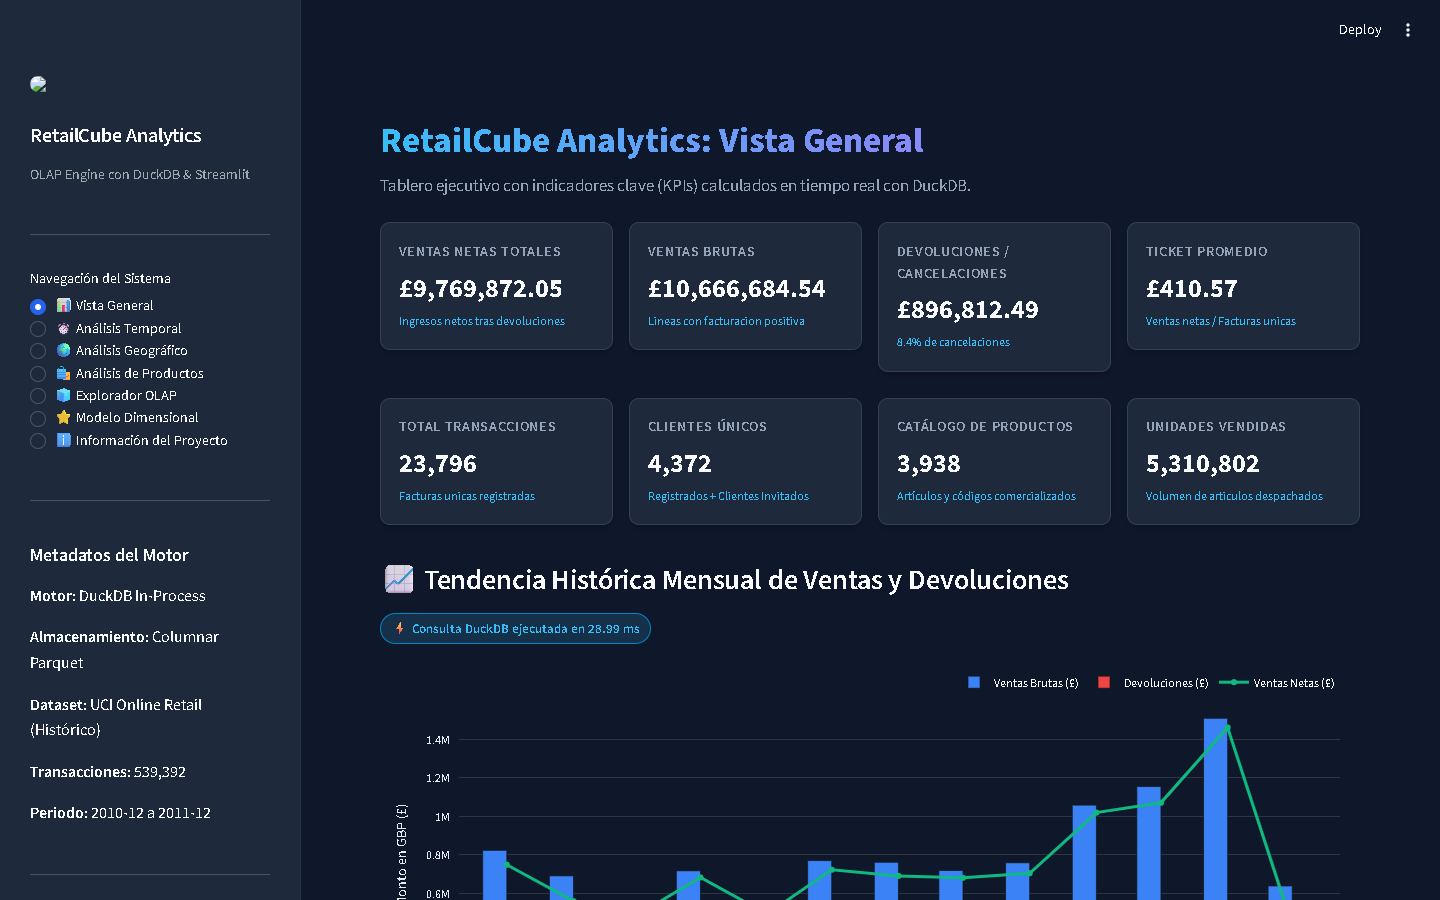 Deploy
RetailCube Analytics
OLAP Engine con DuckDB & Streamlit
Navegación del Sistema
Vista General
Análisis Temporal
Análisis Geográfico
Análisis de Productos
Explorador OLAP
Modelo Dimensional
Información del Proyecto
Metadatos del Motor
Motor: DuckDB In-Process
Almacenamiento: Columnar
Parquet
Dataset: UCI Online Retail
(Histórico)
Transacciones: 539,392
Periodo: 2010-12 a 2011-12
RetailCube Analytics: Vista General
Tablero ejecutivo con indicadores clave (KPIs) calculados en tiempo real con DuckDB.
VENTAS NETAS TOTALES
£9,769,872.05
Ingresos netos tras devoluciones
VENTAS BRUTAS
£10,666,684.54
Lineas con facturacion positiva
DEVOLUCIONES /
CANCELACIONES
£896,812.49
8.4% de cancelaciones
TICKET PROMEDIO
£410.57
Ventas netas / Facturas unicas
TOTAL TRANSACCIONES
23,796
Facturas unicas registradas
CLIENTES ÚNICOS
4,372
Registrados + Clientes Invitados
CATÁLOGO DE PRODUCTOS
3,938
Artículos y códigos comercializados
UNIDADES VENDIDAS
5,310,802
Volumen de articulos despachados
Tendencia Histórica Mensual de Ventas y Devoluciones
Consulta DuckDB ejecutada en 28.99 ms
Ventas Brutas (£)
Devoluciones (£)
Ventas Netas (£)
1.4M
1.2M
1M
0.8M
0.6M
Monto en GBP (£)